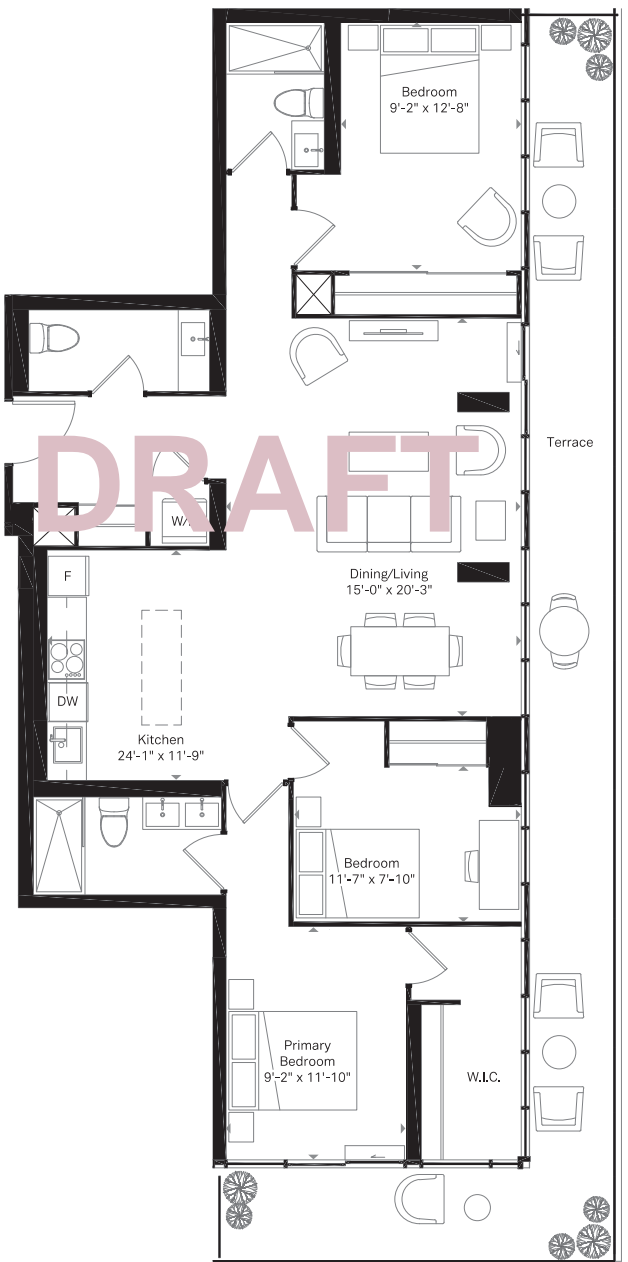 Bedroom
9'-2" x 12'-8"
Terrace
DRAFT
W/
Dining/Living
15'-0" x 20'-3"
F
DW
Kitchen
24'-1" x 11'-9"
Bedroom
11'-7" x 7'-10"
Primary
Bedroom
9'-2" x 11'-10"
W.I.C.